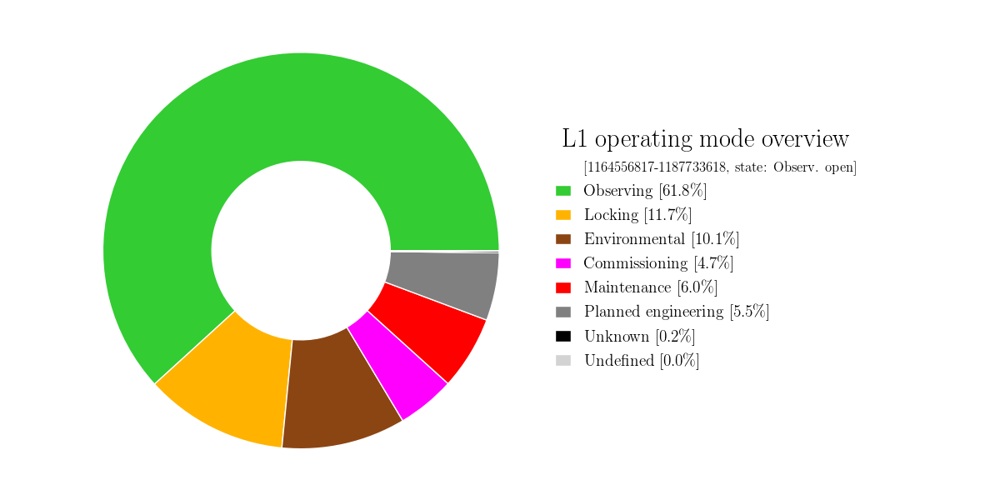 L1 operating mode overview
[1164556817-1187733618, state: Observ. open]
Observing [61.8%]
Locking [11.7%]
Environmental [10.1%]
Commissioning [4.7%]
Maintenance [6.0%]
Planned engineering [5.5%]
Unknown [0.2%]
Undefined [0.0%]